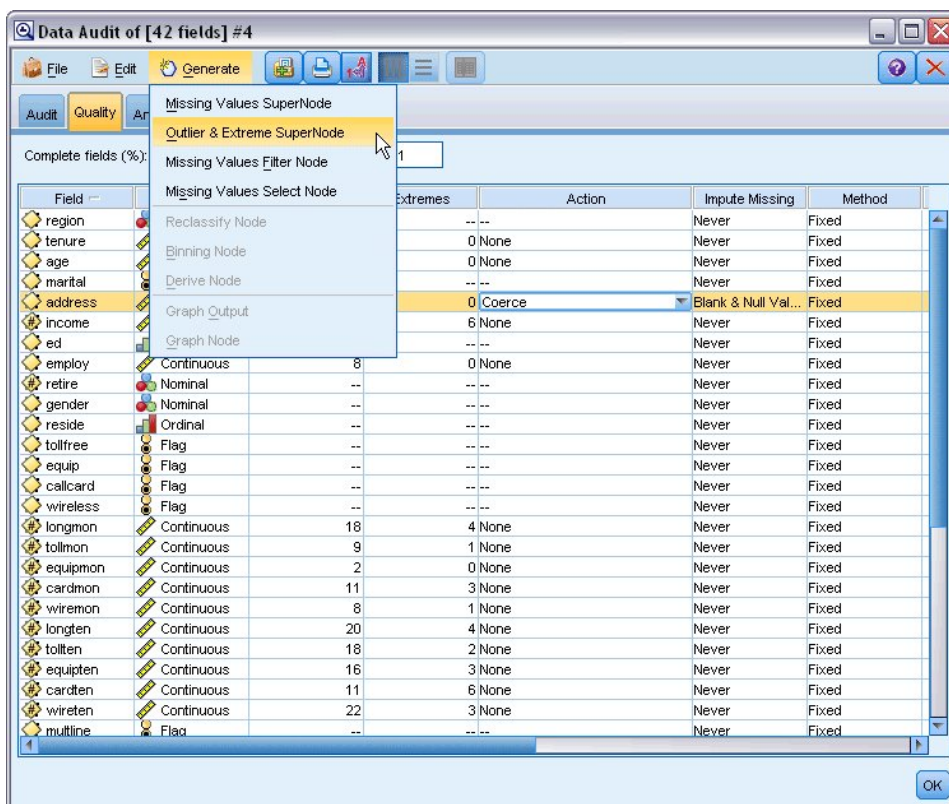 Data Audit of [42 fields] #4
File Edit Generate
Audit Quality An
Missing Values SuperNode
Outlier & Extreme SuperNode
Missing Values Filter Node
Missing Values Select Node
Reclassify Node
Binning Node
Derive Node
Graph Output
Graph Node
Complete fields (%): 1
Field Extremes Action Impute Missing Method
region -- -- Never Fixed
tenure 0 None Never Fixed
age 0 None Never Fixed
marital -- -- Never Fixed
address 0 Coerce Blank & Null Val... Fixed
income 6 None Never Fixed
ed -- -- Never Fixed
employ Continuous 8 0 None Never Fixed
retire Nominal -- -- -- Never Fixed
gender Nominal -- -- -- Never Fixed
reside Ordinal -- -- -- Never Fixed
tollfree Flag -- -- -- Never Fixed
equip Flag -- -- -- Never Fixed
callcard Flag -- -- -- Never Fixed
wireless Flag -- -- -- Never Fixed
longmon Continuous 18 4 None Never Fixed
tollmon Continuous 9 1 None Never Fixed
equipmon Continuous 2 0 None Never Fixed
cardmon Continuous 11 3 None Never Fixed
wiremon Continuous 8 1 None Never Fixed
longten Continuous 20 4 None Never Fixed
tollten Continuous 18 2 None Never Fixed
equipten Continuous 16 3 None Never Fixed
cardten Continuous 11 6 None Never Fixed
wireten Continuous 22 3 None Never Fixed
multline Flag -- -- -- Never Fixed
OK